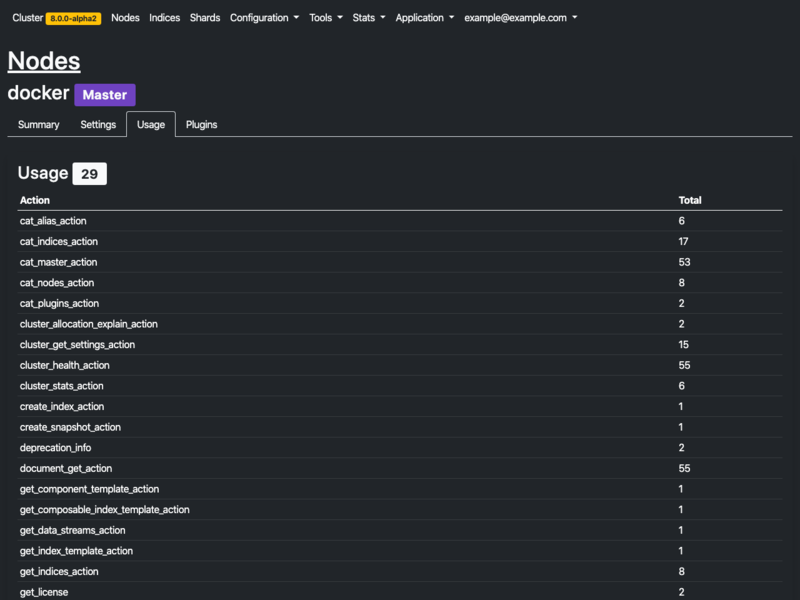 Cluster 8.0.0-alpha2 Nodes Indices Shards Configuration Tools Stats Application example@example.com
Nodes
docker Master
Summary Settings Usage Plugins
Usage 29
Action Total
cat_alias_action 6
cat_indices_action 17
cat_master_action 53
cat_nodes_action 8
cat_plugins_action 2
cluster_allocation_explain_action 2
cluster_get_settings_action 15
cluster_health_action 55
cluster_stats_action 6
create_index_action 1
create_snapshot_action 1
deprecation_info 2
document_get_action 55
get_component_template_action 1
get_composable_index_template_action 1
get_data_streams_action 1
get_index_template_action 1
get_indices_action 8
get_license 2